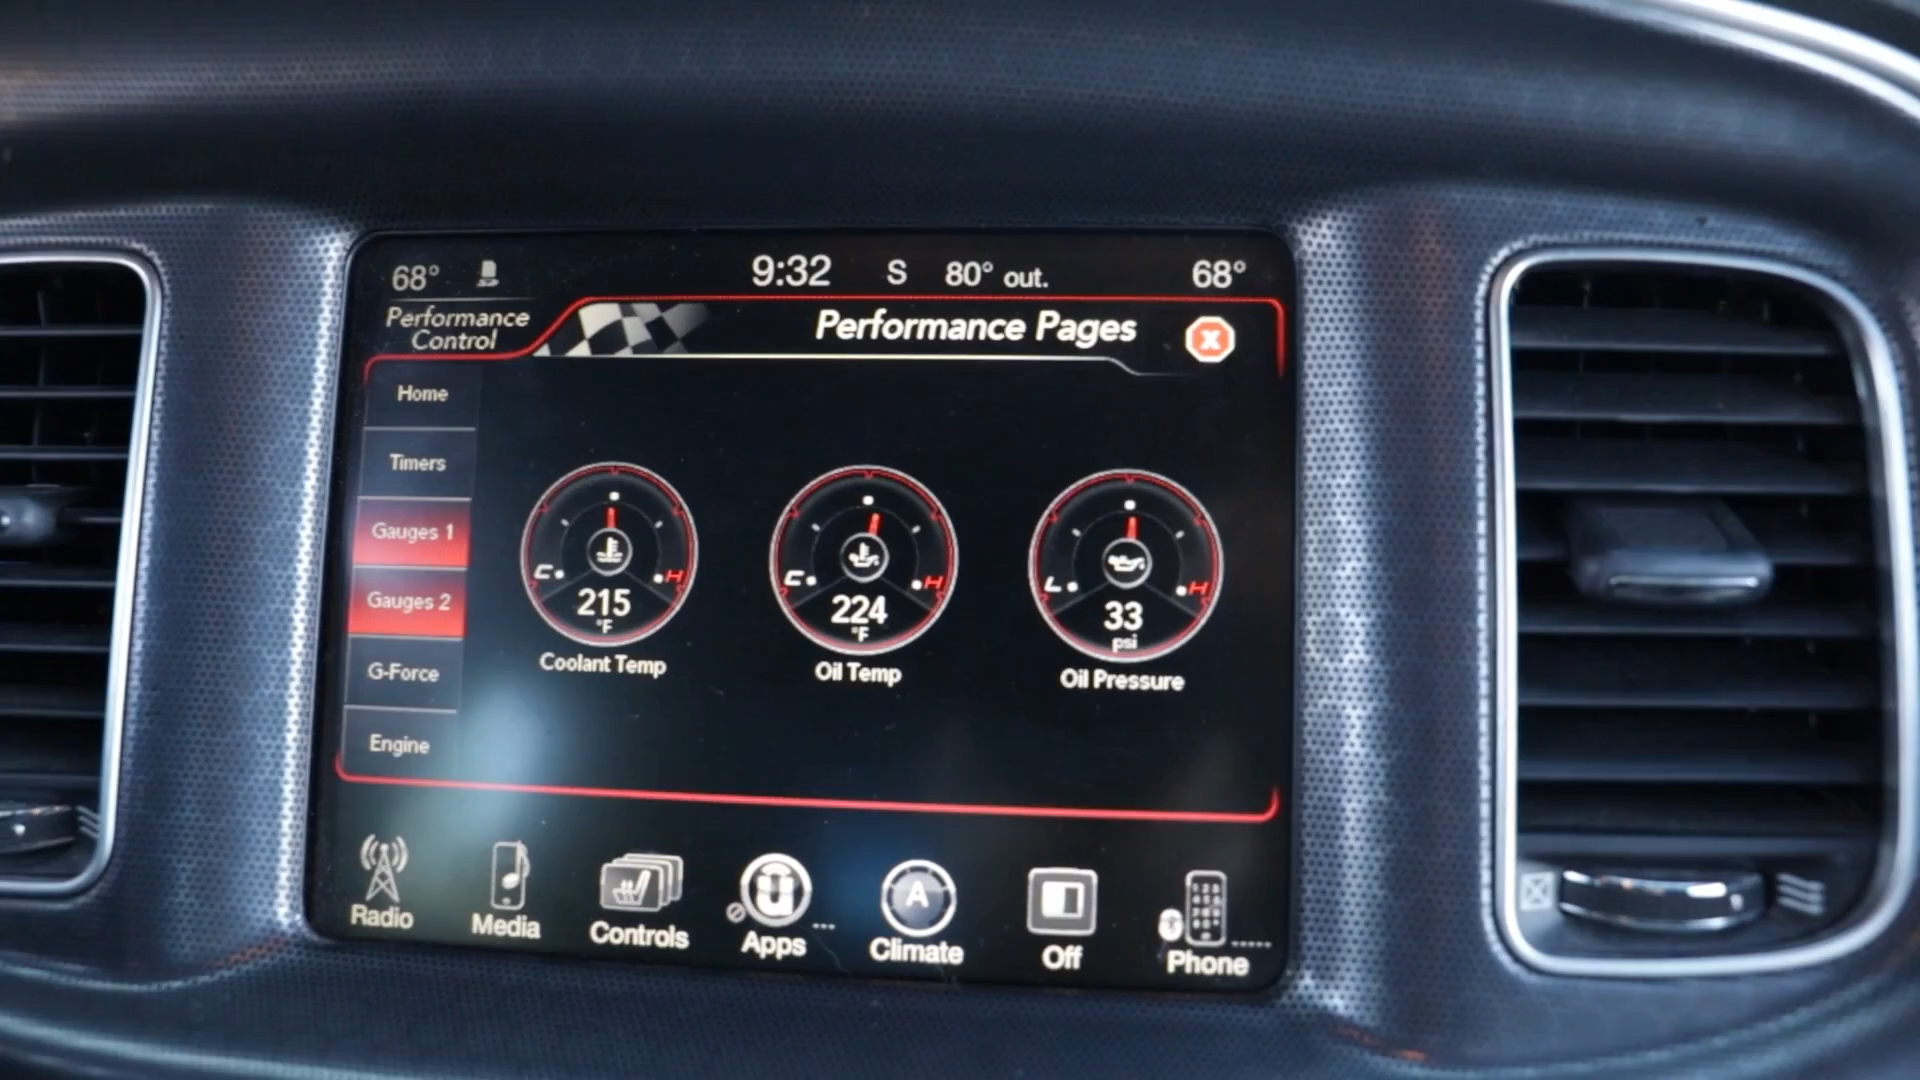 68°
9:32 S 80° out.
68°
Performance
Control
Performance Pages
X
Home
Timers
Gauges 1
Gauges 2
G-Force
Engine
C H
215
°F
Coolant Temp
C H
224
°F
Oil Temp
L H
33
psi
Oil Pressure
Radio
Media
Controls
Apps
A
Climate
Off
Phone